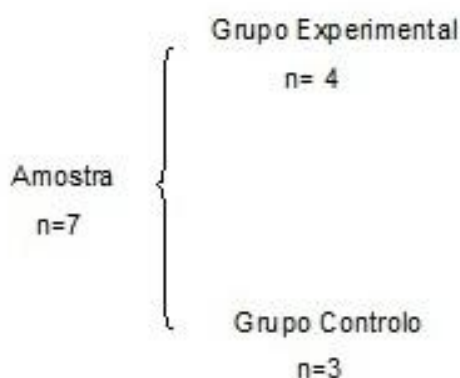 Grupo Experimental
n= 4
Amostra
n=7
Grupo Controlo
n=3